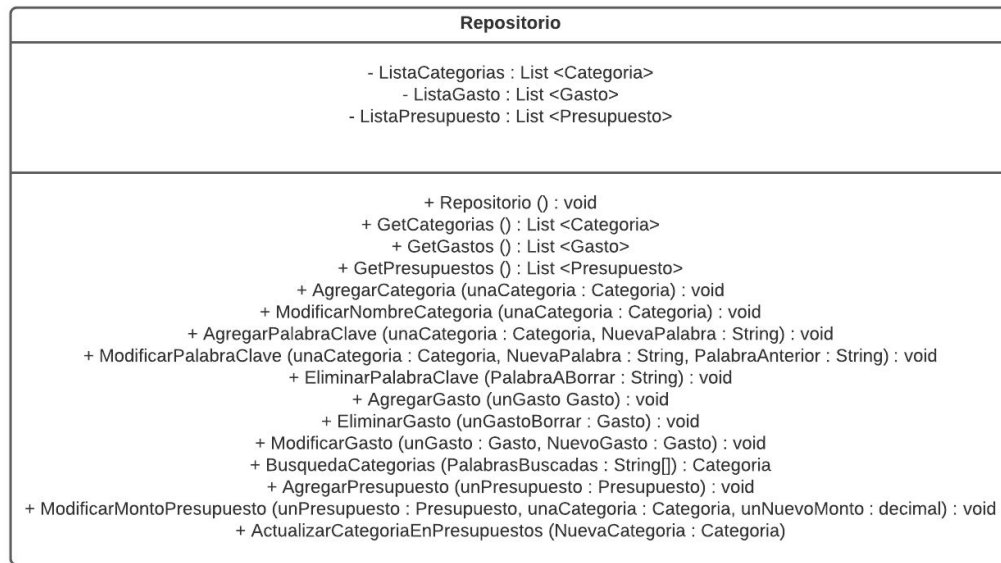 Repositorio
- ListaCategorias : List <Categoria>
- ListaGasto : List <Gasto>
- ListaPresupuesto : List <Presupuesto>
+ Repositorio () : void
+ GetCategorias () : List <Categoria>
+ GetGastos () : List <Gasto>
+ GetPresupuestos () : List <Presupuesto>
+ AgregarCategoria (unaCategoria : Categoria) : void
+ ModificarNombreCategoria (unaCategoria : Categoria) : void
+ AgregarPalabraClave (unaCategoria : Categoria, NuevaPalabra : String) : void
+ ModificarPalabraClave (unaCategoria : Categoria, NuevaPalabra : String, PalabraAnterior : String) : void
+ EliminarPalabraClave (PalabraABorrar : String) : void
+ AgregarGasto (unGasto Gasto) : void
+ EliminarGasto (unGastoBorrar : Gasto) : void
+ ModificarGasto (unGasto : Gasto, NuevoGasto : Gasto) : void
+ BusquedaCategorias (PalabrasBuscadas : String[]) : Categoria
+ AgregarPresupuesto (unPresupuesto : Presupuesto) : void
+ ModificarMontoPresupuesto (unPresupuesto : Presupuesto, unaCategoria : Categoria, unNuevoMonto : decimal) : void
+ ActualizarCategoriaEnPresupuestos (NuevaCategoria : Categoria)